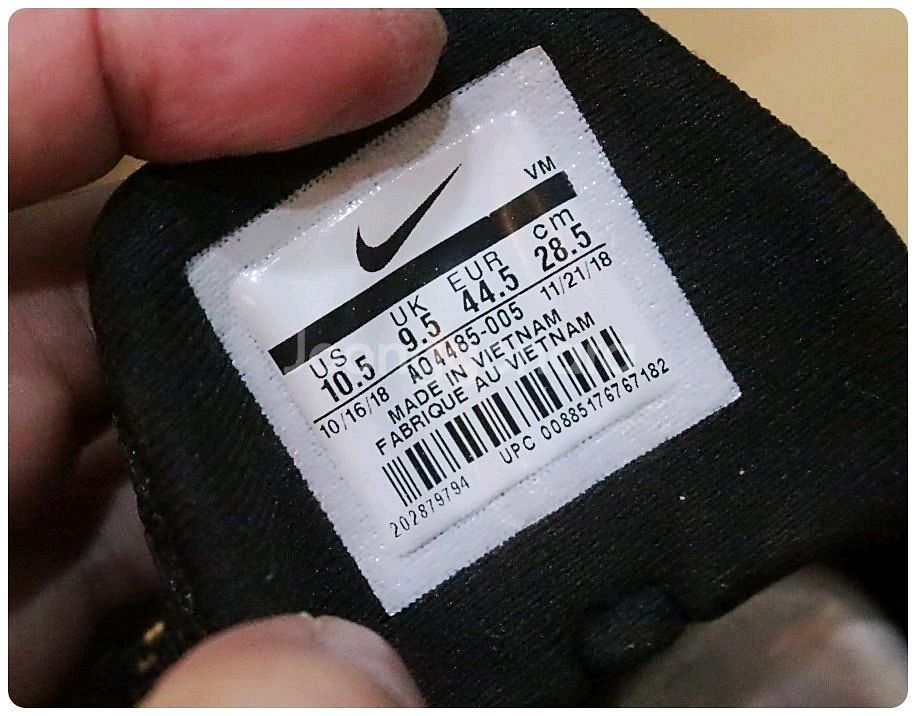 VM
US UK EUR cm
10.5 9.5 44.5 28.5
10/16/18 AO4485-005 11/21/18
MADE IN VIETNAM
FABRIQUE AU VIETNAM
202879794 UPC 00885176767182